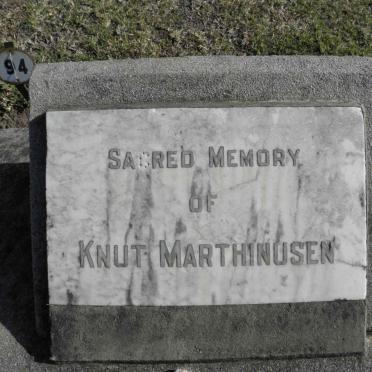 94
SACRED MEMORY
OF
KNUT MARTHINUSEN